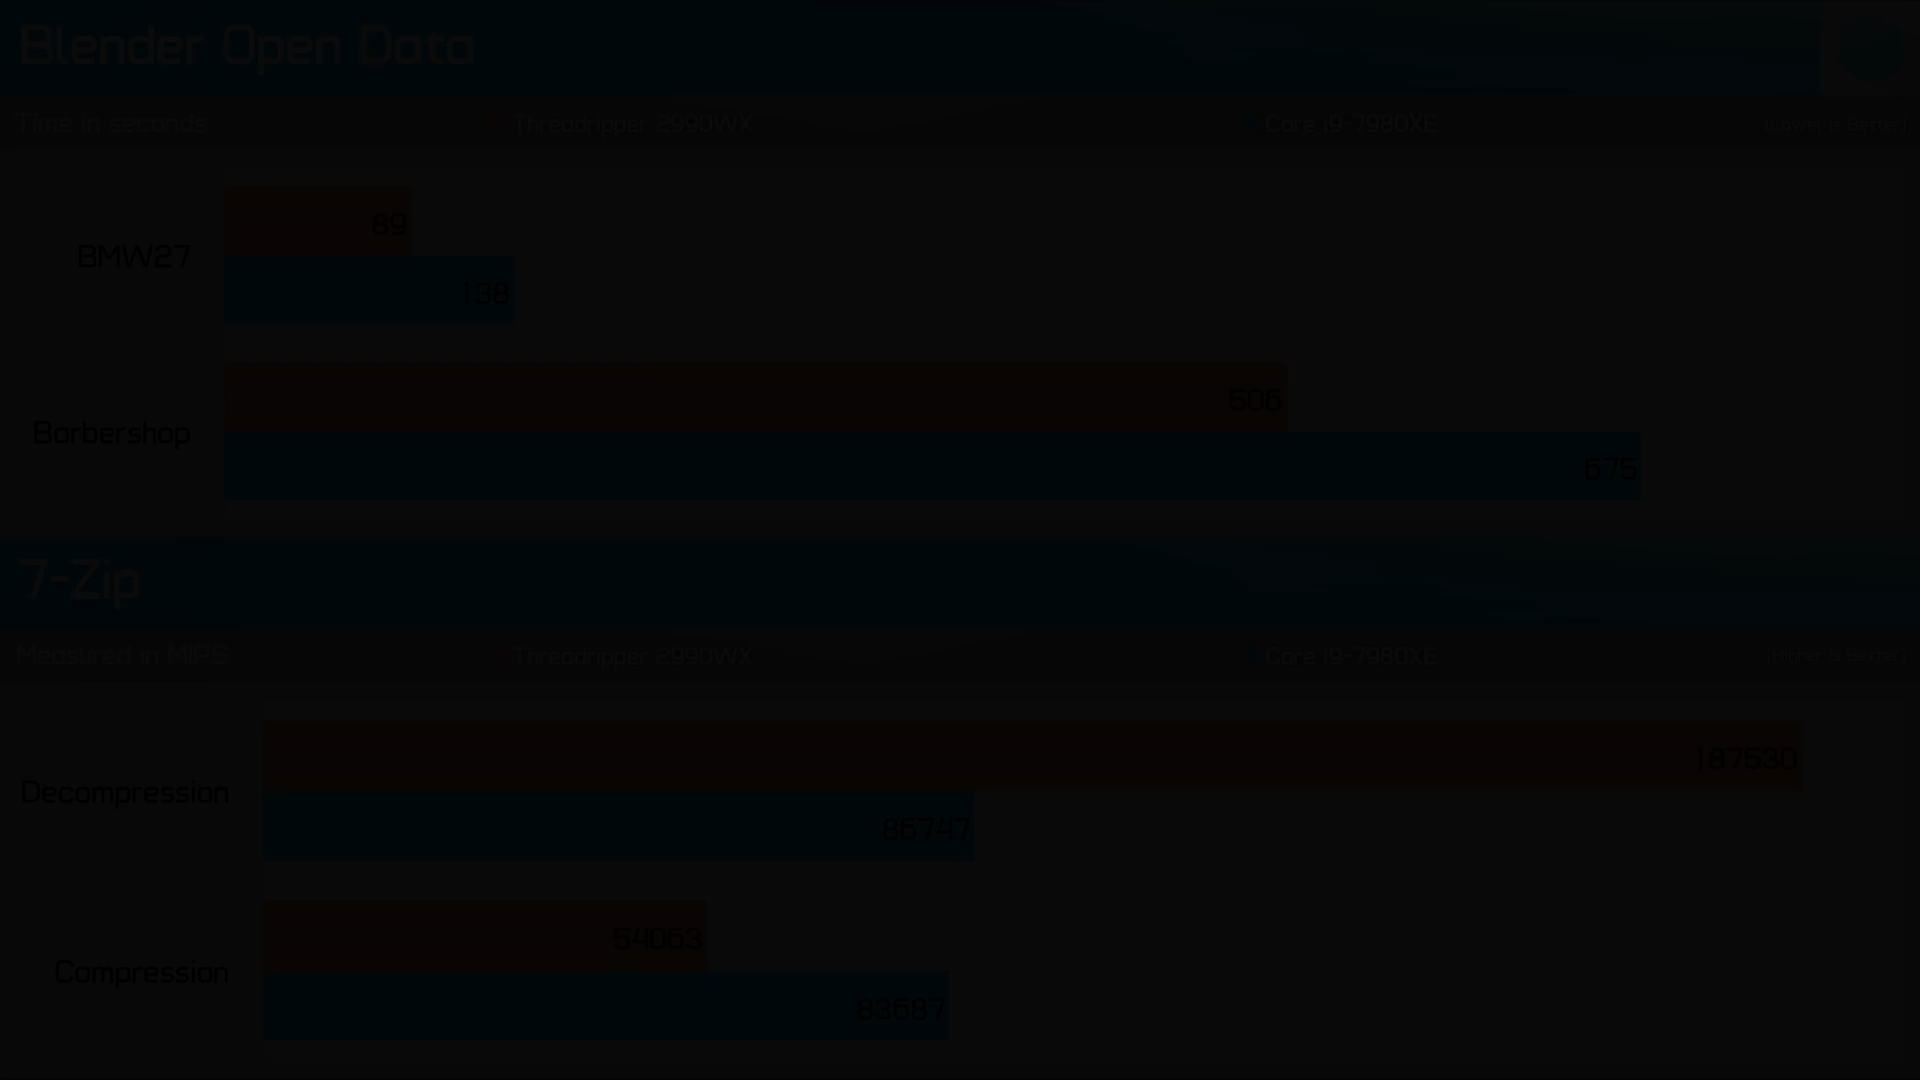 Blender Open Data
Time in seconds Threadripper 2990WX Core i9-7980XE (Lower is Better)
89
BMW27
138
506
Barbershop
675
7-Zip
Measured in MIPS Threadripper 2990WX Core i9-7980XE (Higher is Better)
187530
Decompression
86747
54063
Compression
83687